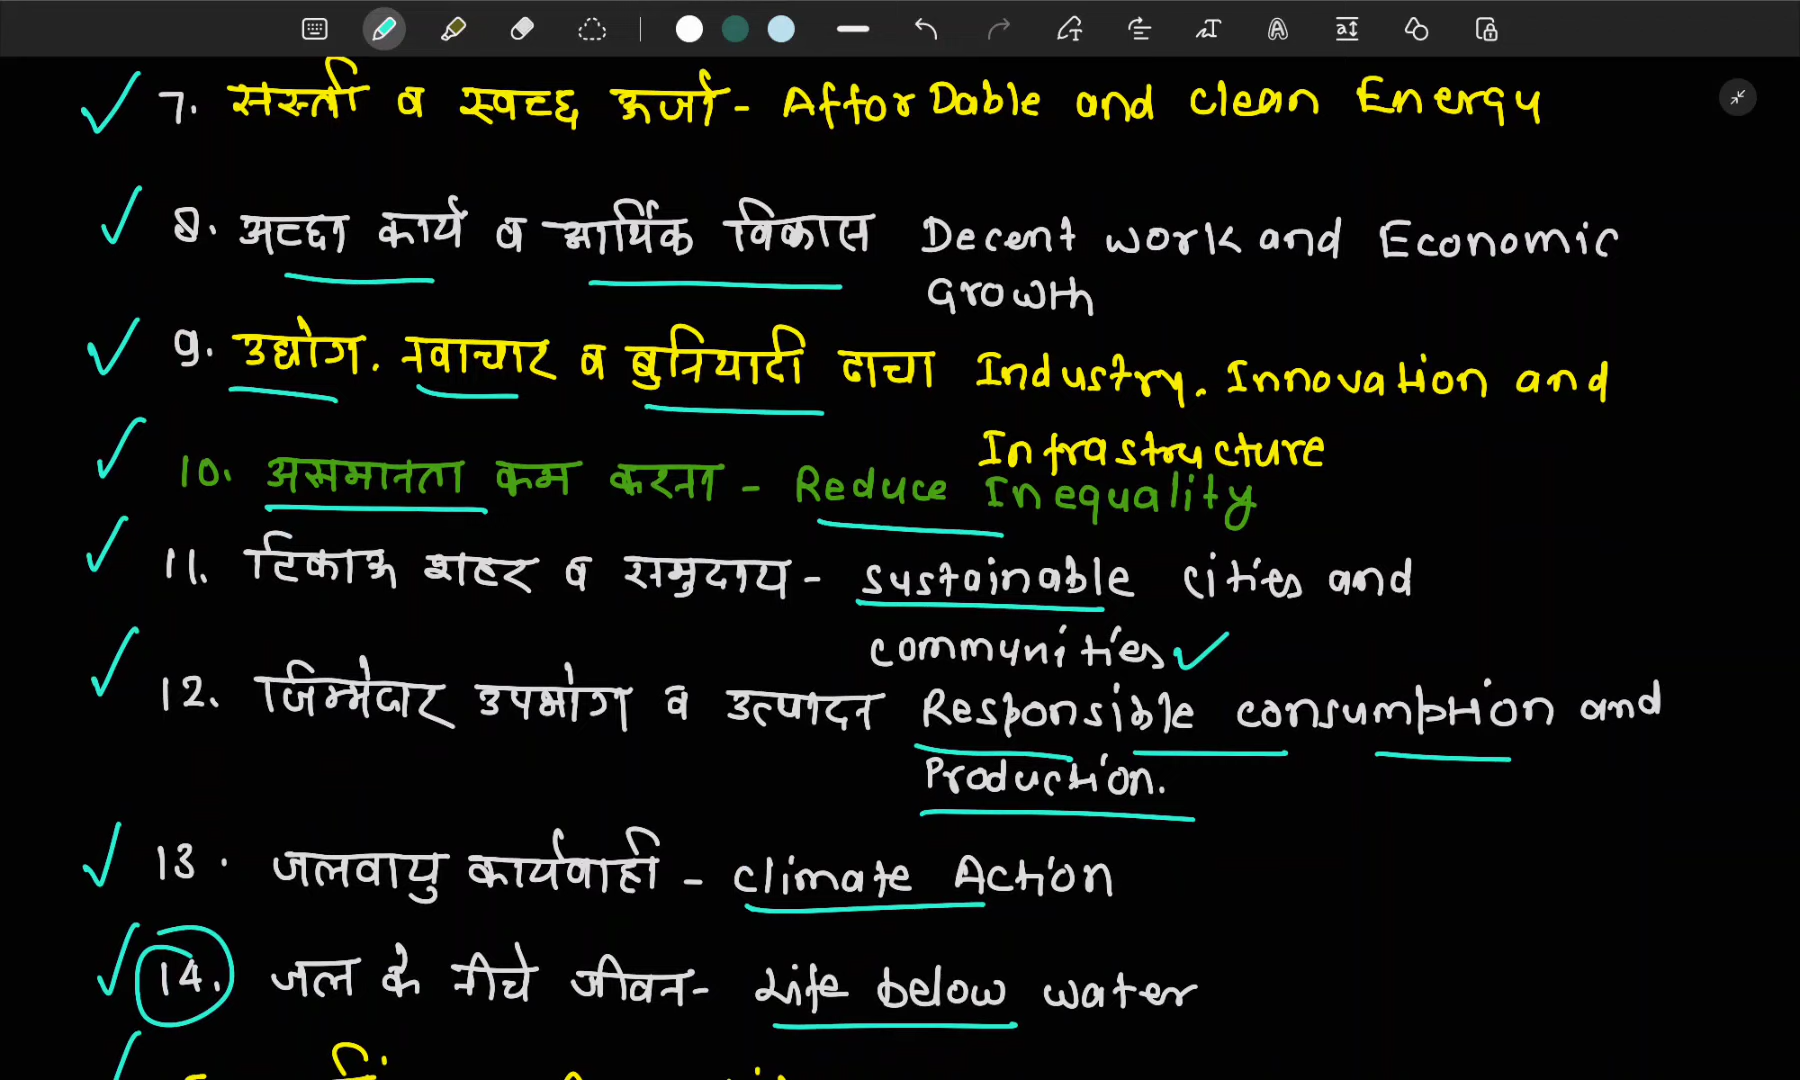 7. सस्ती व स्वच्छ ऊर्जा - Affordable and clean Energy
8. अच्छा कार्य व आर्थिक विकास Decent work and Economic
Growth
9. उद्योग. नवाचार व बुनियादी ढाचा Industry. Innovation and
Infrastructure
10. असमानता कम करना - Reduce Inequality
11. टिकाऊ शहर व समुदाय - sustainable cities and
communities
12. जिम्मेदार उपभोग व उत्पादन Responsible consumption and
Production.
13. जलवायु कार्यवाही - climate Action
14. जल के नीचे जीवन - Life below water